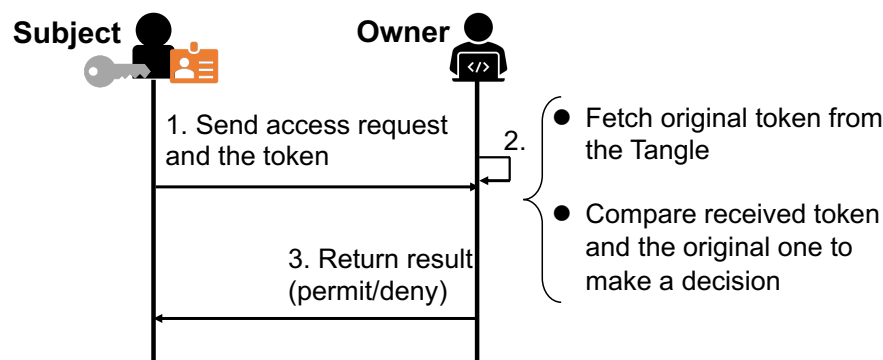 Subject
Owner
</>
1. Send access request
and the token
2.
● Fetch original token from
the Tangle
● Compare received token
and the original one to
make a decision
3. Return result
(permit/deny)